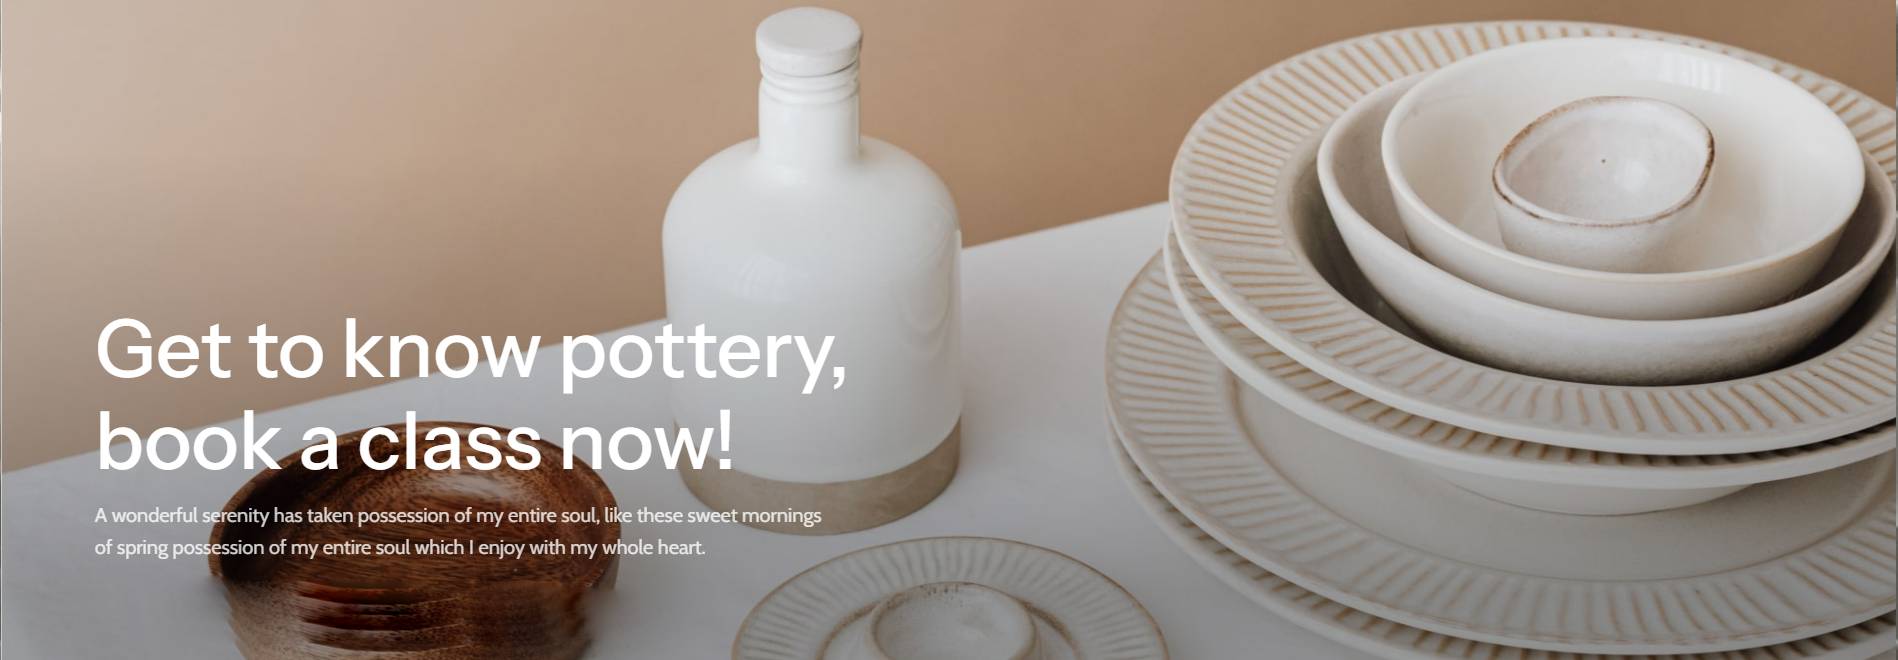 Get to know pottery,
book a class now!
A wonderful serenity has taken possession of my entire soul, like these sweet mornings
of spring possession of my entire soul which I enjoy with my whole heart.